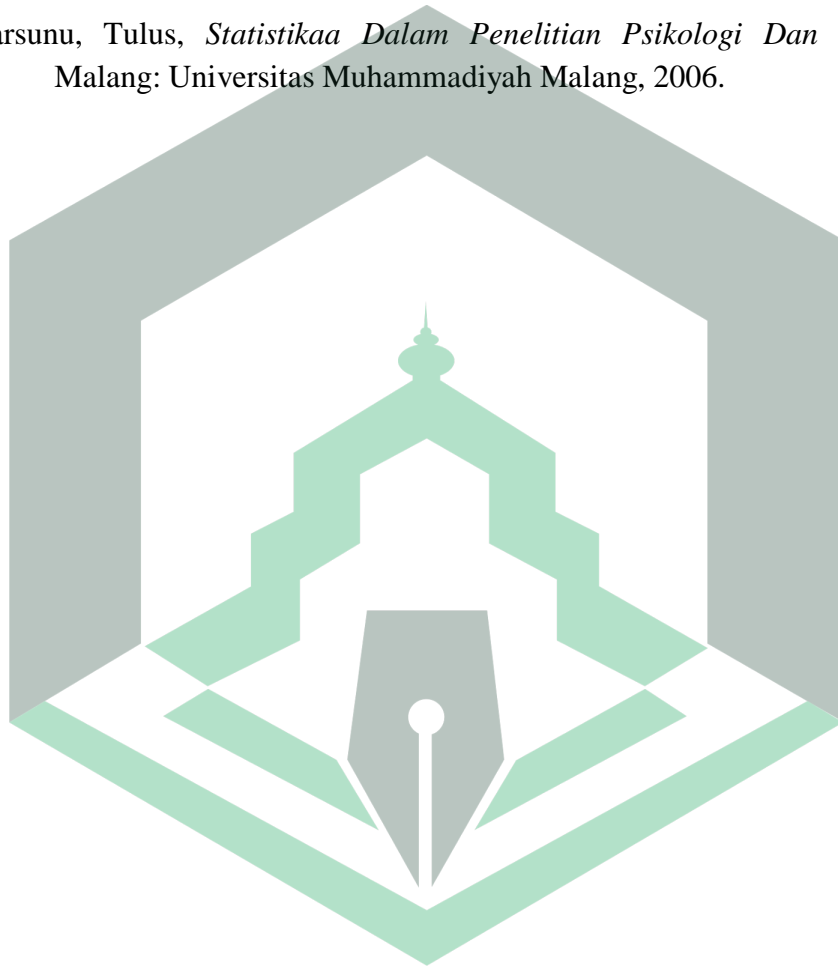 arsunu, Tulus, Statistikaa Dalam Penelitian Psikologi Dan
Malang: Universitas Muhammadiyah Malang, 2006.